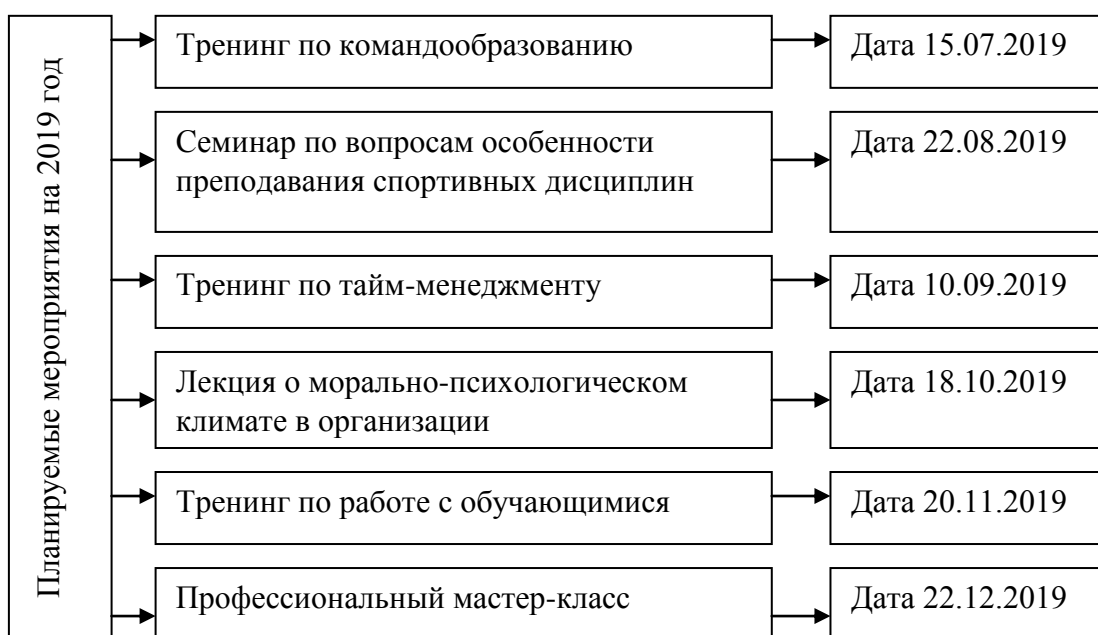 Планируемые мероприятия на 2019 год
Тренинг по командообразованию
Дата 15.07.2019
Семинар по вопросам особенности
преподавания спортивных дисциплин
Дата 22.08.2019
Тренинг по тайм-менеджменту
Дата 10.09.2019
Лекция о морально-психологическом
климате в организации
Дата 18.10.2019
Тренинг по работе с обучающимися
Дата 20.11.2019
Профессиональный мастер-класс
Дата 22.12.2019